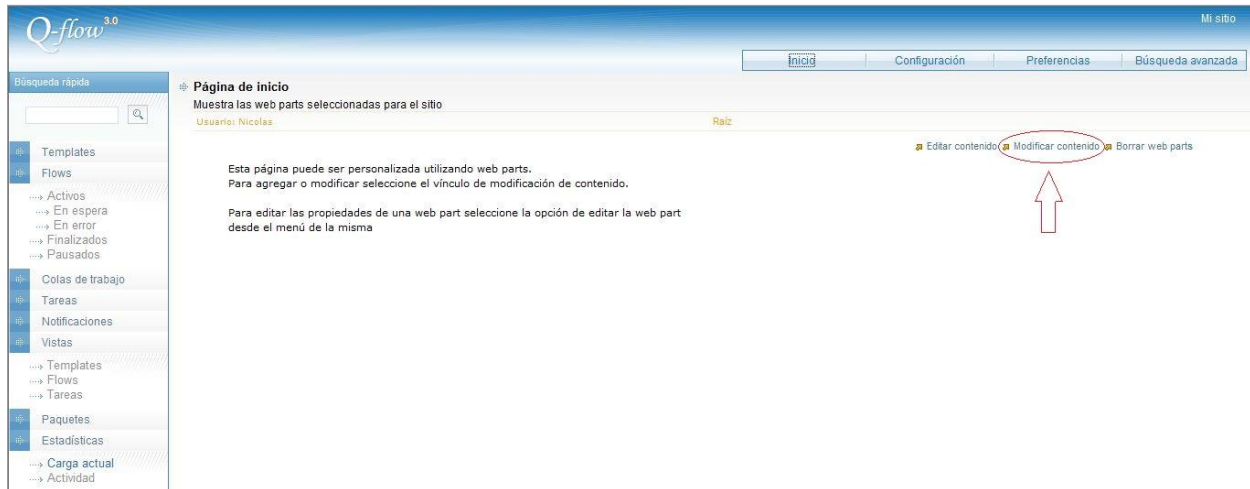 Q-flow 3.0
Mi sitio
Inicio
Configuración
Preferencias
Búsqueda avanzada
Búsqueda rápida
Templates
Flows
Activos
En espera
En error
Finalizados
Pausados
Colas de trabajo
Tareas
Notificaciones
Vistas
Templates
Flows
Tareas
Paquetes
Estadísticas
Carga actual
Actividad
Página de inicio
Muestra las web parts seleccionadas para el sitio
Usuario: Nicolas
Raíz
Editar contenido
Modificar contenido
Borrar web parts
Esta página puede ser personalizada utilizando web parts.
Para agregar o modificar seleccione el vínculo de modificación de contenido.
Para editar las propiedades de una web part seleccione la opción de editar la web part
desde el menú de la misma